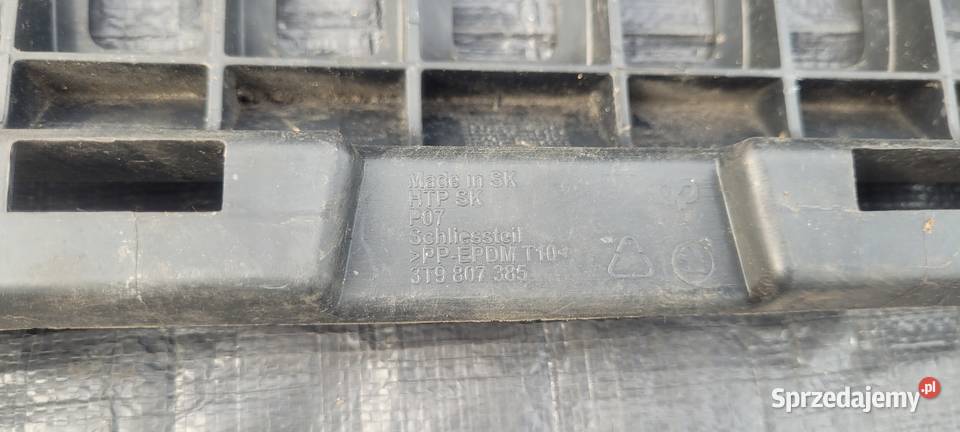 Made in SK
HTP SK
P07
Schliessteil
>PP-EPDM T10<
3T9 807 385
Sprzedajemy.pl